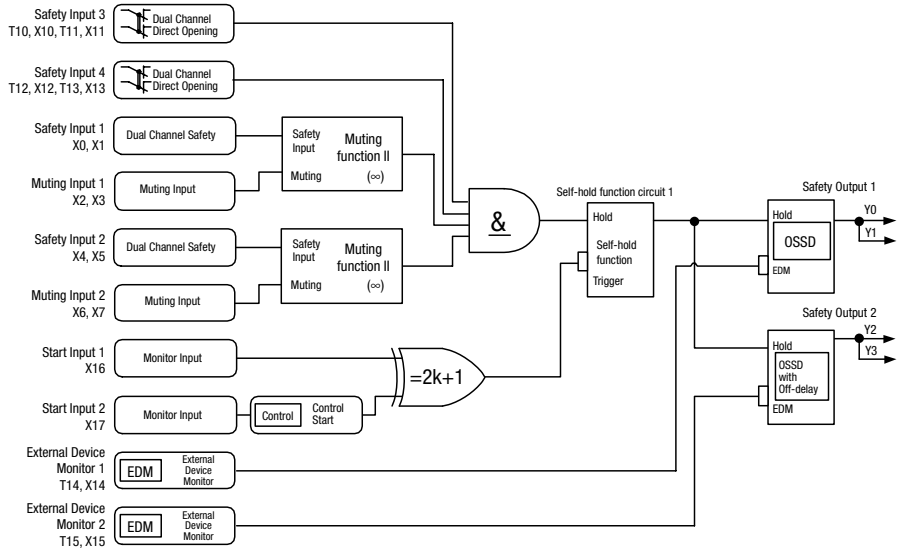 Safety Input 3
T10, X10, T11, X11
Dual Channel
Direct Opening
Safety Input 4
T12, X12, T13, X13
Dual Channel
Direct Opening
Safety Input 1
X0, X1
Dual Channel Safety
Safety
Input
Muting
Muting
function II
(∞)
Muting Input 1
X2, X3
Muting Input
Safety Input 2
X4, X5
Dual Channel Safety
Safety
Input
Muting
Muting
function II
(∞)
Muting Input 2
X6, X7
Muting Input
&
Self-hold function circuit 1
Hold
Self-hold
function
Trigger
Safety Output 1
Hold
OSSD
EDM
Y0
Y1
Safety Output 2
Hold
OSSD
with
Off-delay
EDM
Y2
Y3
Start Input 1
X16
Monitor Input
=2k+1
Start Input 2
X17
Monitor Input
Control
Control
Start
External Device
Monitor 1
T14, X14
EDM
External
Device
Monitor
External Device
Monitor 2
T15, X15
EDM
External
Device
Monitor